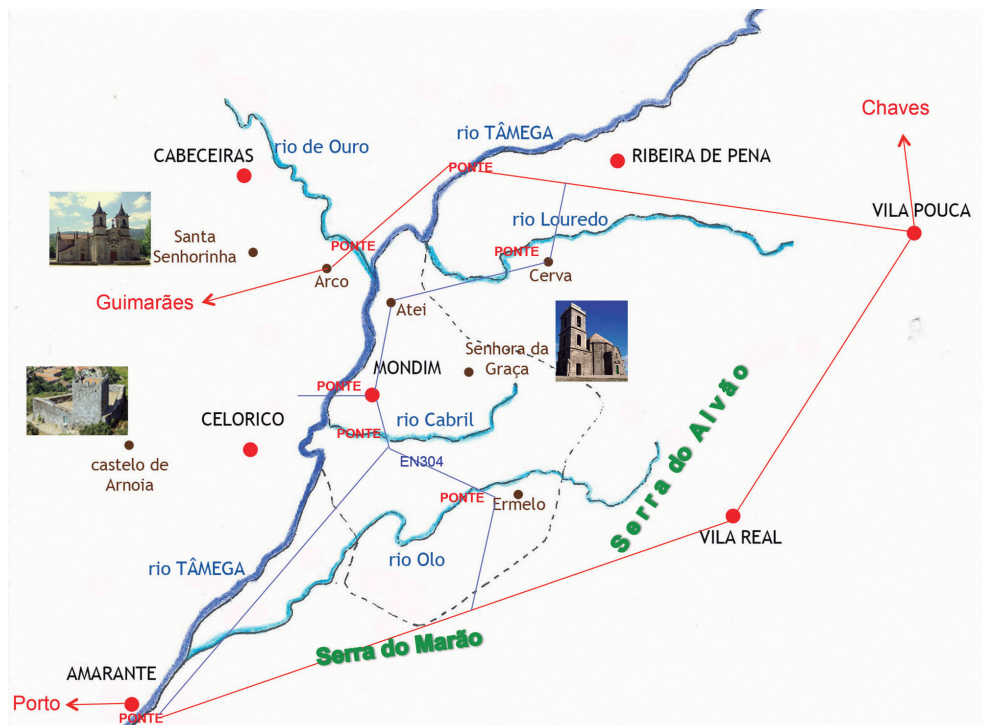 Chaves
rio TÂMEGA
rio de Ouro
CABECEIRAS
RIBEIRA DE PENA
PONTE
VILA POUCA
rio Louredo
Santa
Senhorinha
PONTE
PONTE
Arco
Cerva
Guimarães
Atei
Senhora da
Graça
MONDIM
PONTE
CELORICO
rio Cabril
PONTE
castelo de
Arnoia
EN304
PONTE
Ermelo
Serra do Alvão
VILA REAL
rio TÂMEGA
rio Olo
Serra do Marão
AMARANTE
Porto
PONTE